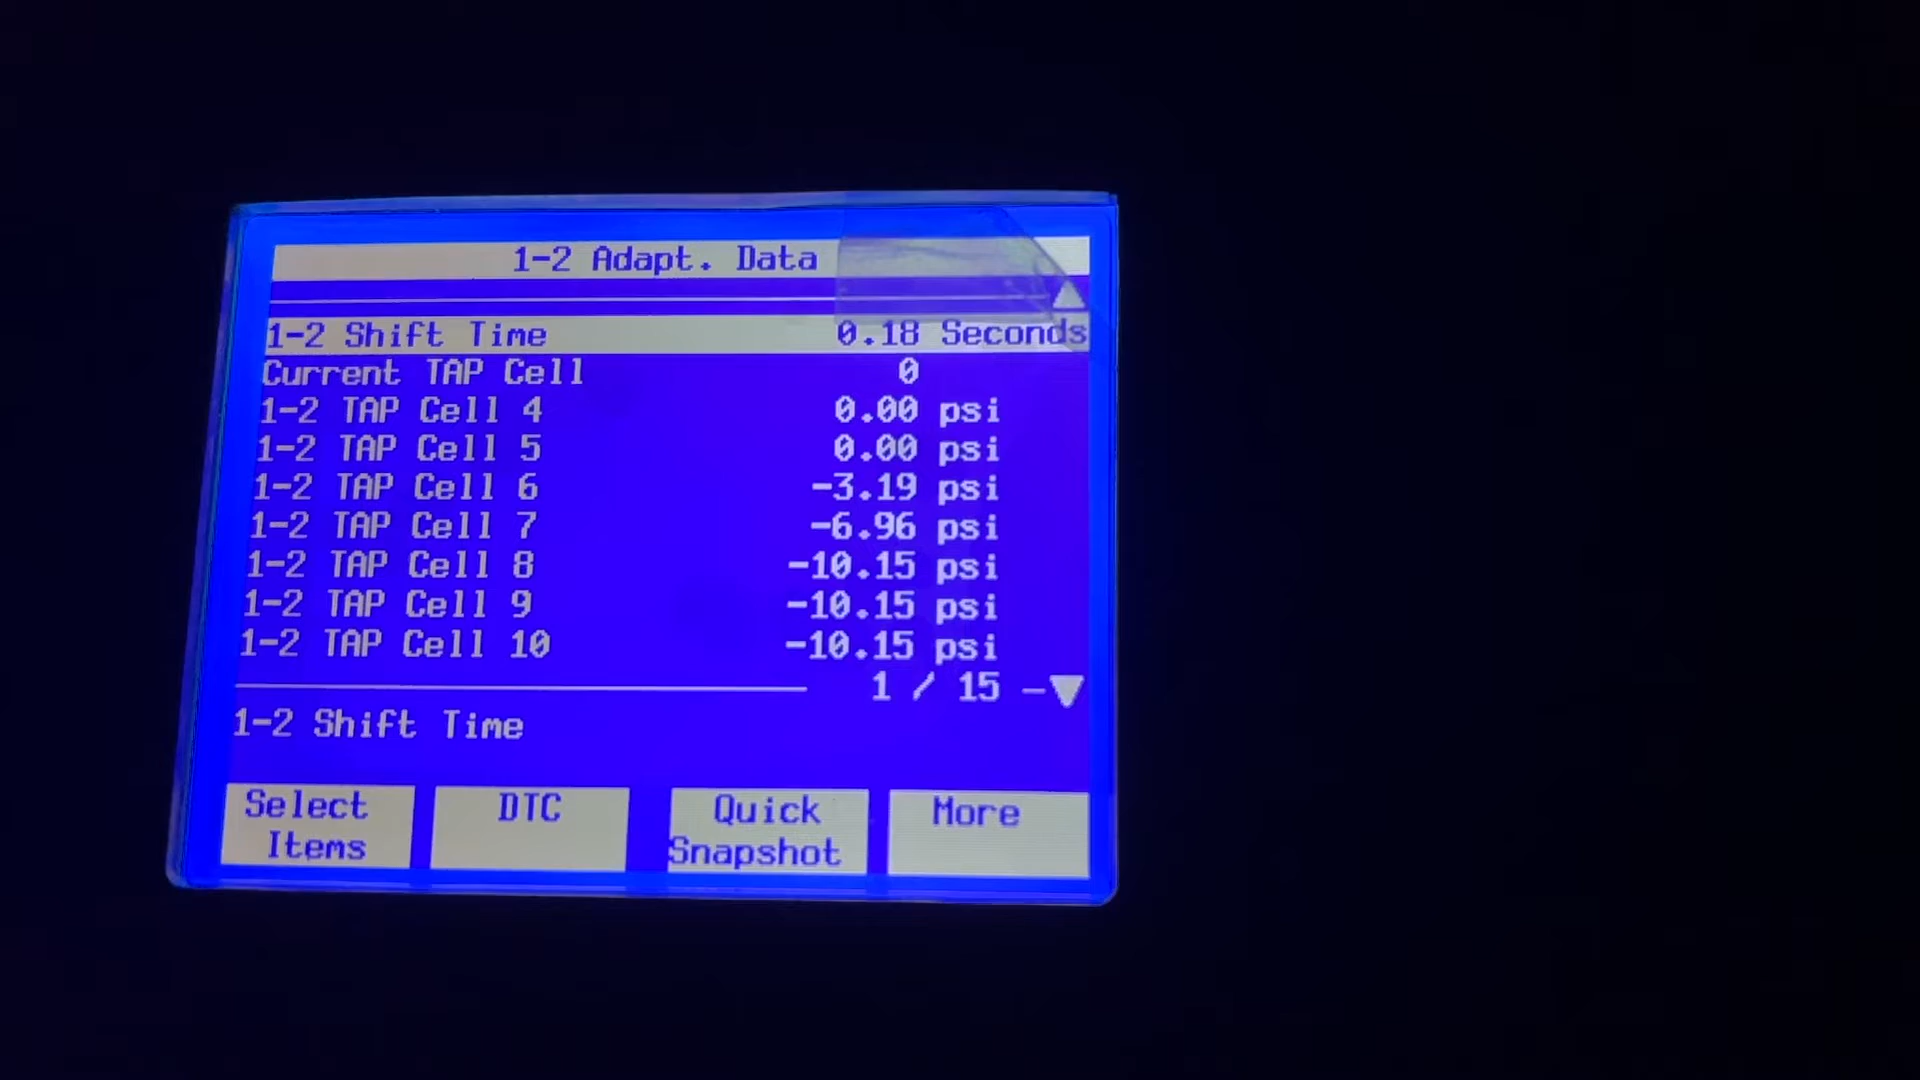 1-2 Adapt. Data
1-2 Shift Time 0.18 Seconds
Current TAP Cell 0
1-2 TAP Cell 4 0.00 psi
1-2 TAP Cell 5 0.00 psi
1-2 TAP Cell 6 -3.19 psi
1-2 TAP Cell 7 -6.96 psi
1-2 TAP Cell 8 -10.15 psi
1-2 TAP Cell 9 -10.15 psi
1-2 TAP Cell 10 -10.15 psi
1 / 15
1-2 Shift Time
Select Items
DTC
Quick Snapshot
More